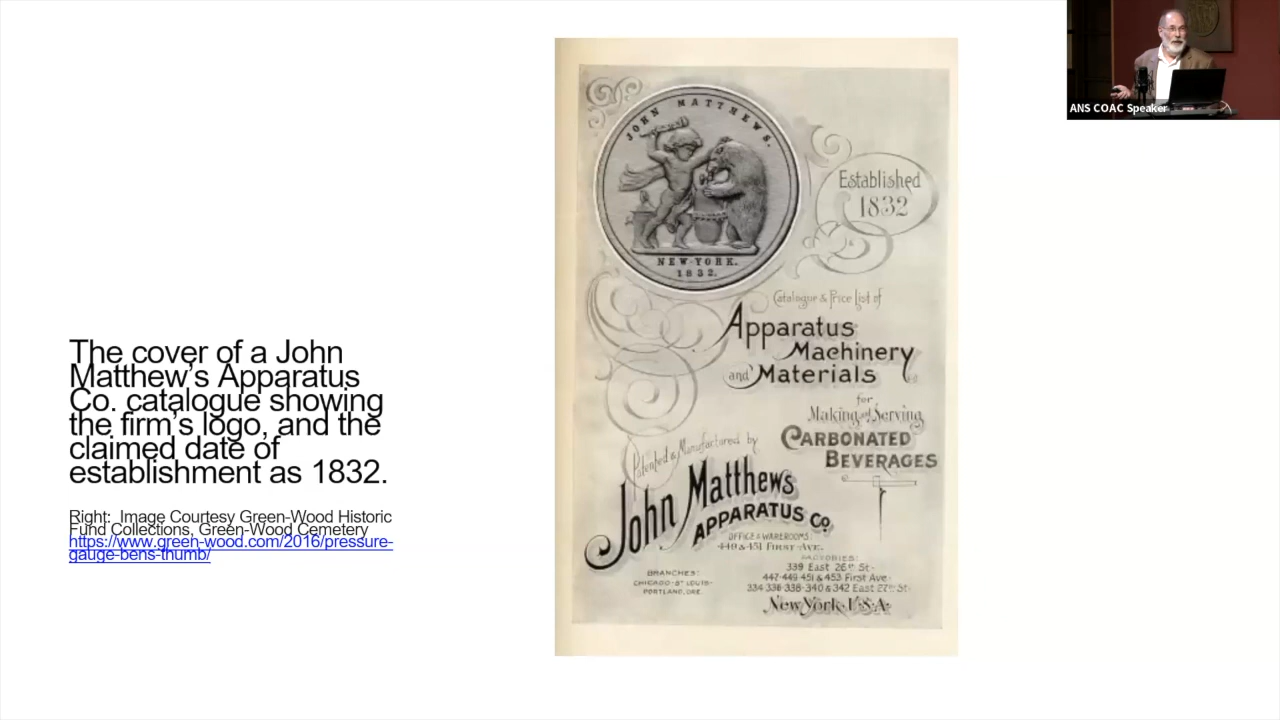 ANS COAC Speaker
JOHN MATTHEWS.
NEW-YORK.
1832.
Established
1832
Catalogue & Price List of
Apparatus
Machinery
and Materials
for
Making and Serving
CARBONATED
BEVERAGES
Patented & Manufactured by
John Matthews
APPARATUS Co
OFFICE & WAREROOMS:
449 & 451 FIRST AVE.
FACTORIES:
339 East 26th St
447-449-451 & 453 First Ave
334-336-338-340 & 342 East 27th St
New York. U.S.A.
BRANCHES:
CHICAGO-ST LOUIS-
PORTLAND, ORE.
The cover of a John
Matthew's Apparatus
Co. catalogue showing
the firm's logo, and the
claimed date of
establishment as 1832.
Right: Image Courtesy Green-Wood Historic
Fund Collections, Green-Wood Cemetery
https://www.green-wood.com/2016/pressure-
gauge-bens-thumb/